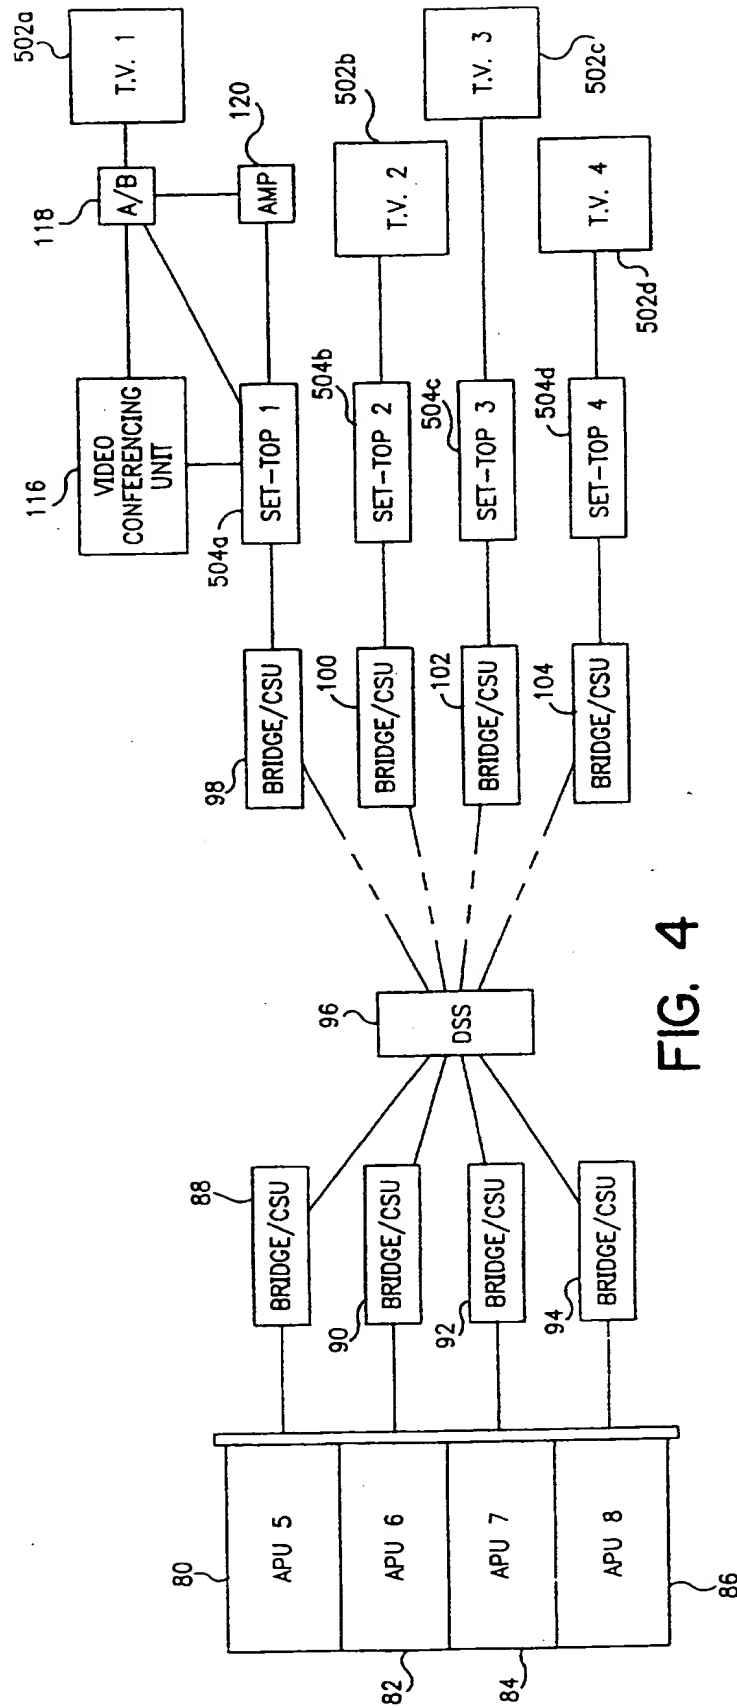 80
APU 5
APU 6
82
APU 7
84
APU 8
86
88
BRIDGE/CSU
90
BRIDGE/CSU
92
BRIDGE/CSU
94
BRIDGE/CSU
96
DSS
98
BRIDGE/CSU
100
BRIDGE/CSU
102
BRIDGE/CSU
104
BRIDGE/CSU
116
VIDEO
CONFERENCING
UNIT
504a
SET-TOP 1
504b
SET-TOP 2
504c
SET-TOP 3
504d
SET-TOP 4
118
A/B
120
AMP
502a
T.V. 1
502b
T.V. 2
T.V. 3
502c
T.V. 4
502d
FIG. 4